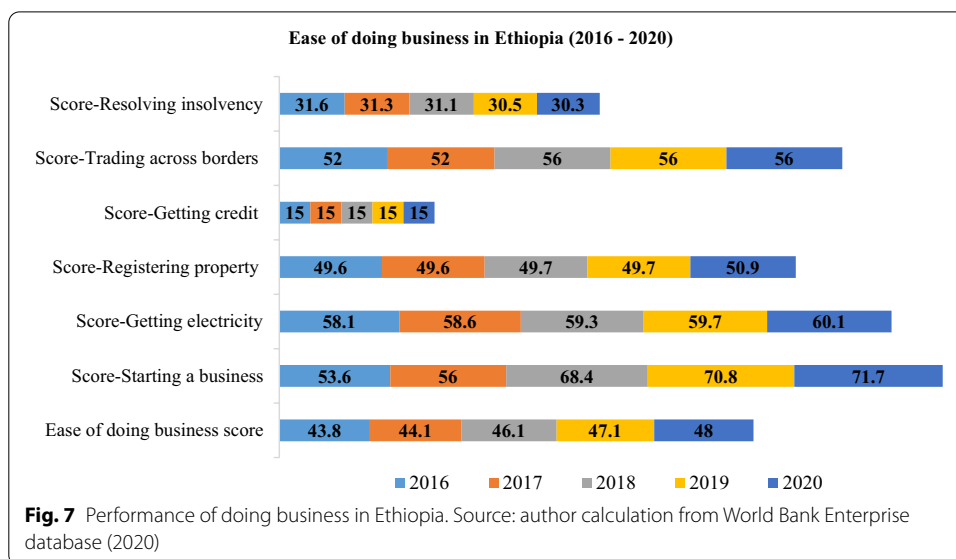 Ease of doing business in Ethiopia (2016 - 2020)
Score-Resolving insolvency 31.6 31.3 31.1 30.5 30.3
Score-Trading across borders 52 52 56 56 56
Score-Getting credit 15 15 15 15 15
Score-Registering property 49.6 49.6 49.7 49.7 50.9
Score-Getting electricity 58.1 58.6 59.3 59.7 60.1
Score-Starting a business 53.6 56 68.4 70.8 71.7
Ease of doing business score 43.8 44.1 46.1 47.1 48
2016 2017 2018 2019 2020
Fig. 7 Performance of doing business in Ethiopia. Source: author calculation from World Bank Enterprise
database (2020)